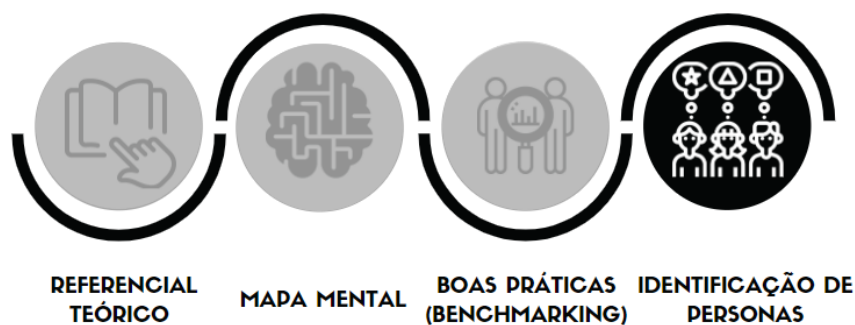 REFERENCIAL
TEÓRICO
MAPA MENTAL
BOAS PRÁTICAS
(BENCHMARKING)
IDENTIFICAÇÃO DE
PERSONAS